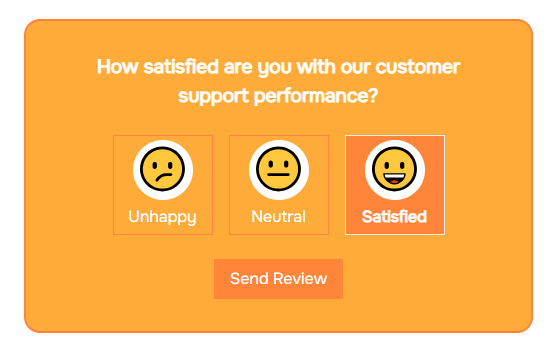 How satisfied are you with our customer
support performance?
Unhappy
Neutral
Satisfied
Send Review